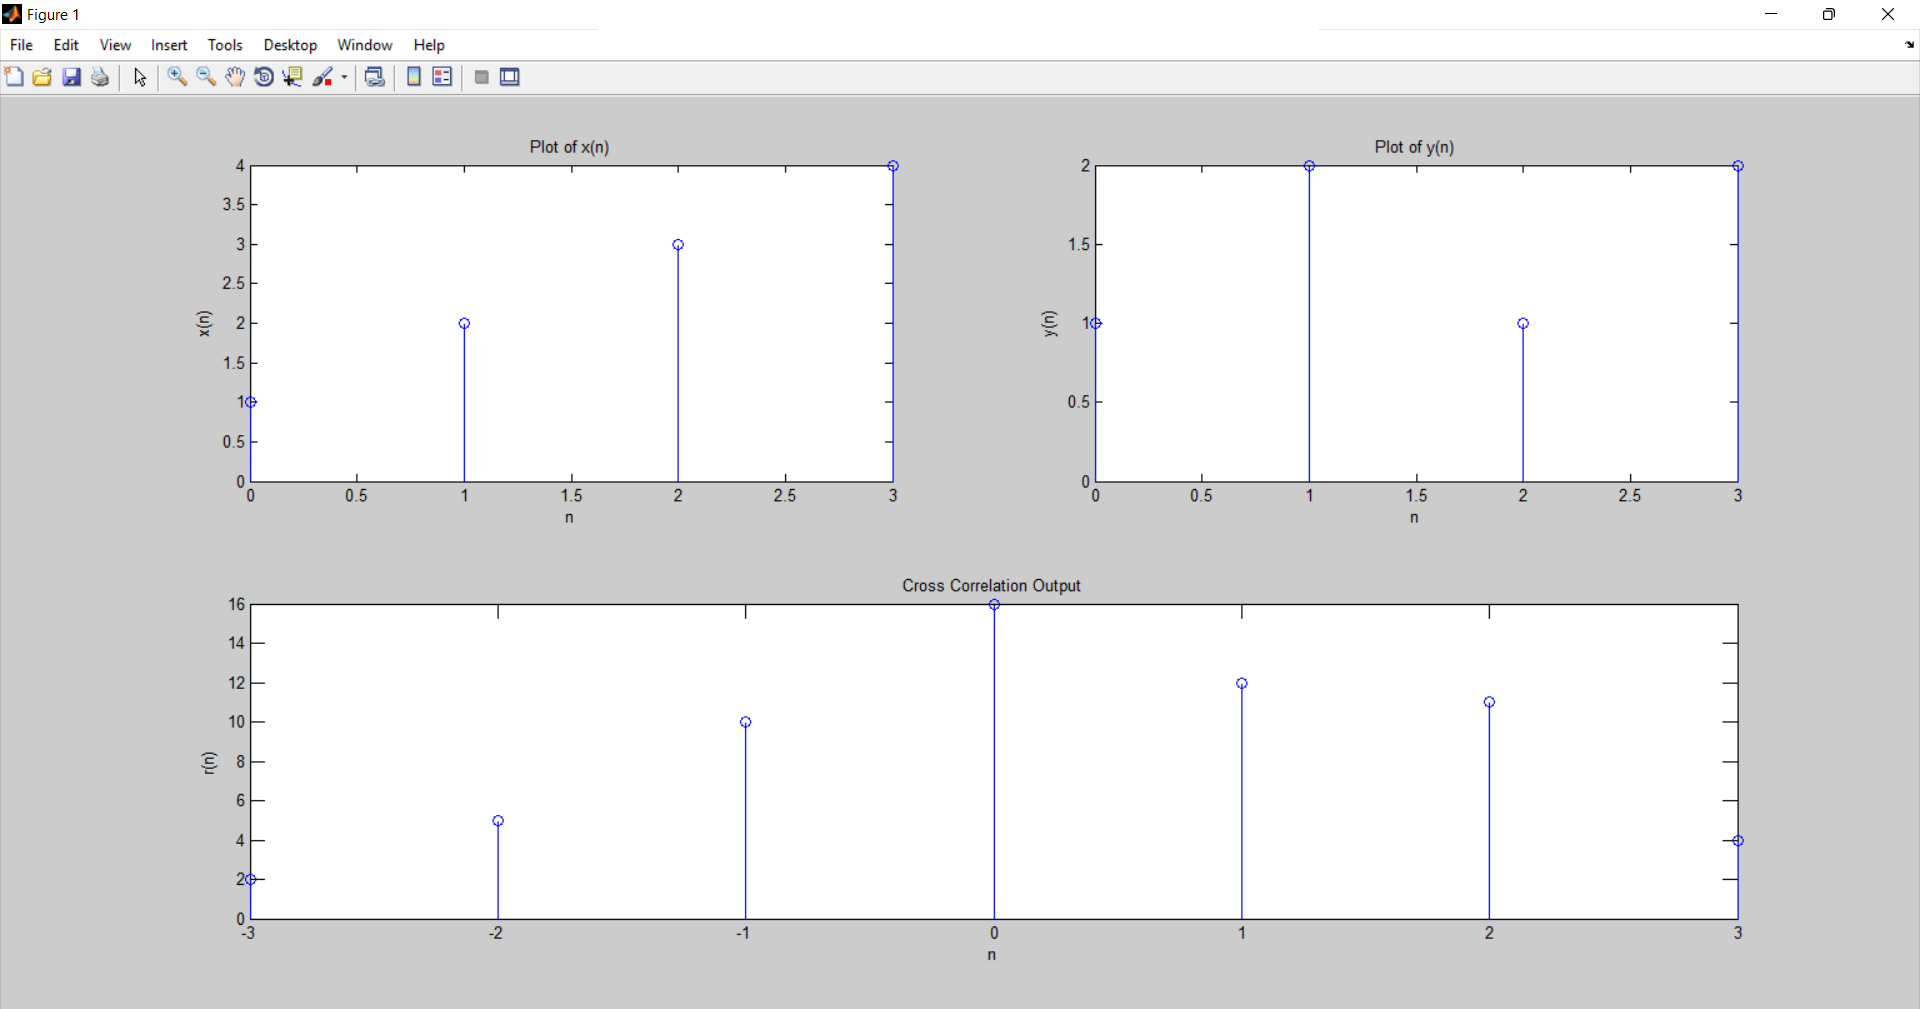 Figure 1
File Edit View Insert Tools Desktop Window Help
Plot of x(n)
4
3.5
3
2.5
2
1.5
1
0.5
0
x(n)
0 0.5 1 1.5 2 2.5 3
n
Plot of y(n)
2
1.5
1
0.5
0
y(n)
0 0.5 1 1.5 2 2.5 3
n
Cross Correlation Output
16
14
12
10
8
6
4
2
0
r(n)
-3 -2 -1 0 1 2 3
n